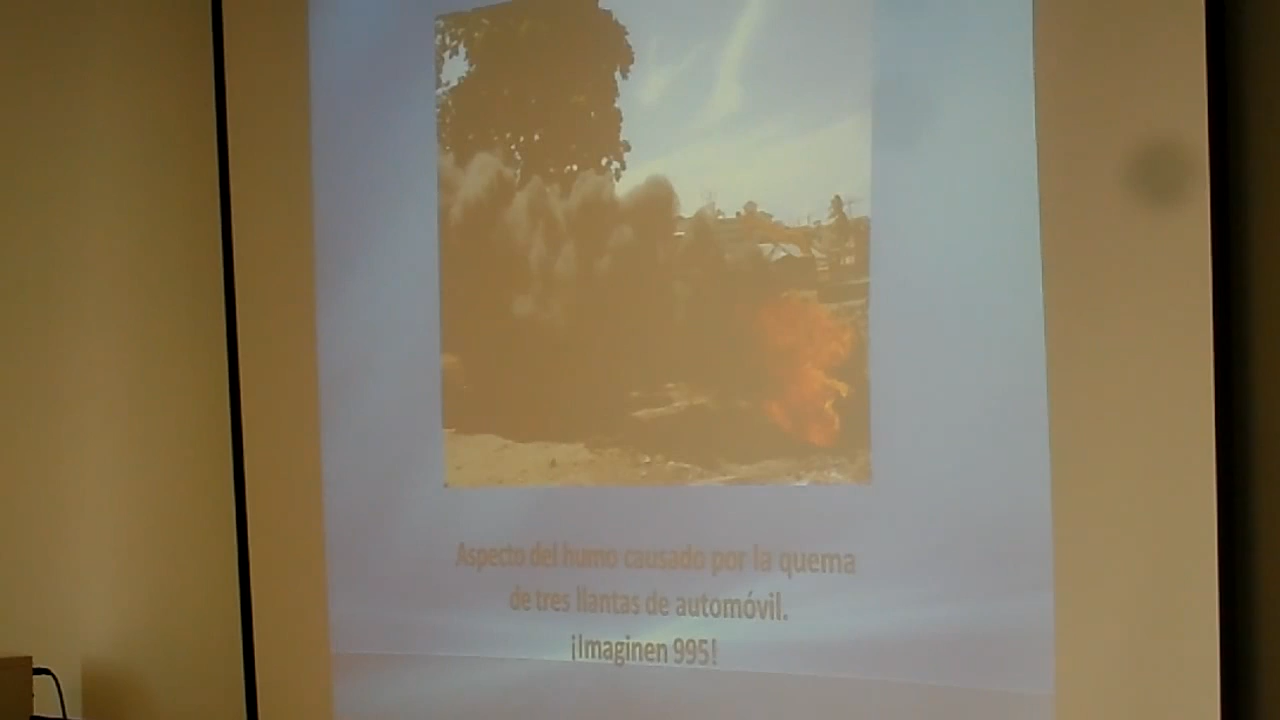 Aspecto del humo causado por la quema
de tres llantas de automóvil.
¡Imaginen 995!